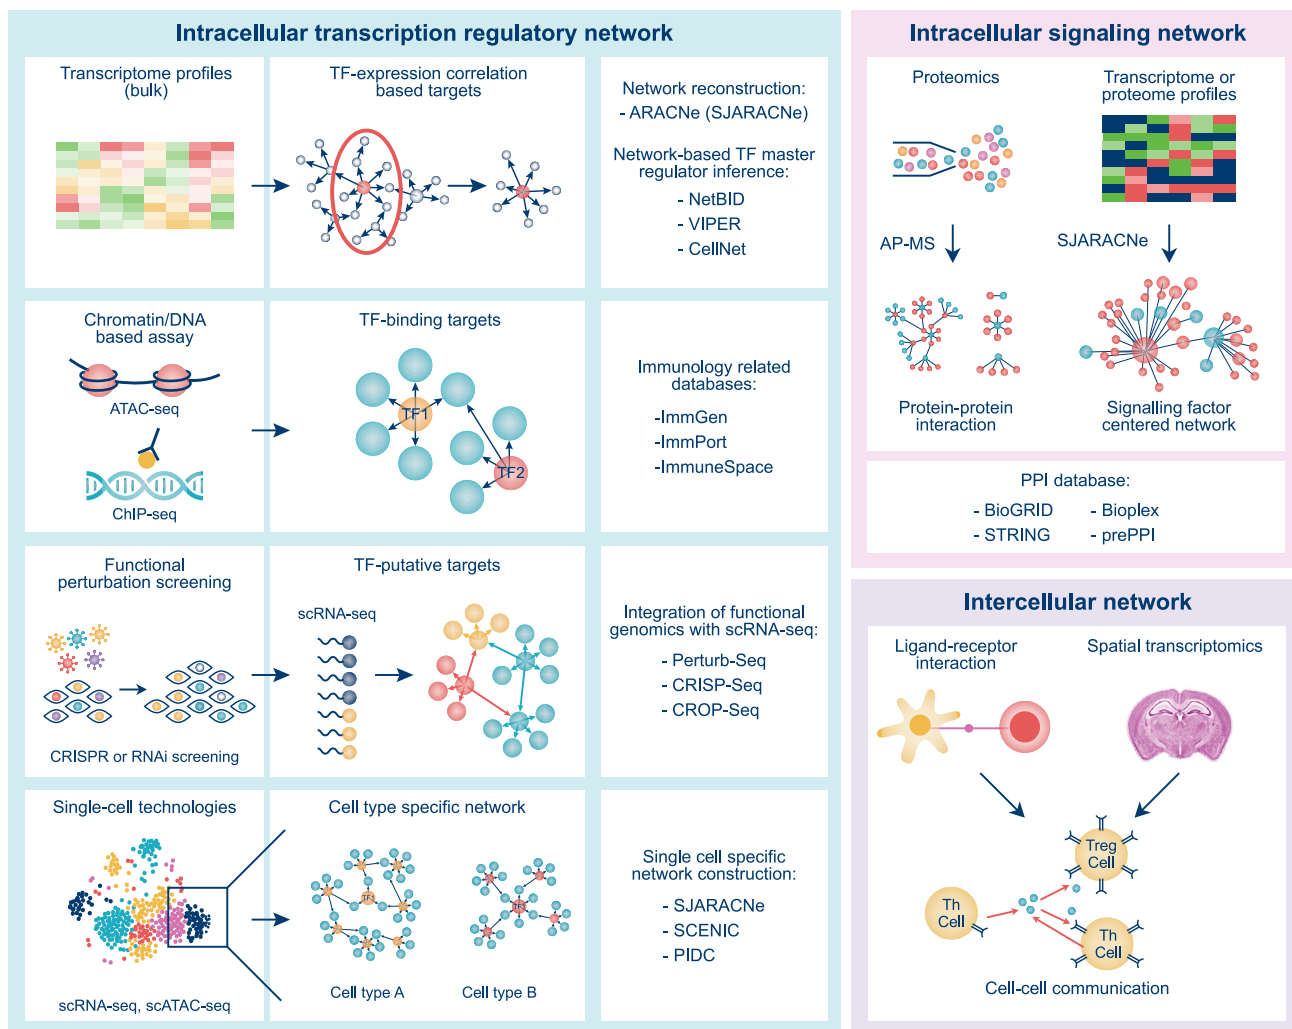 Intracellular transcription regulatory network
Transcriptome profiles
(bulk)
TF-expression correlation
based targets
Network reconstruction:
- ARACNe (SJARACNe)
Network-based TF master
regulator inference:
- NetBID
- VIPER
- CellNet
Chromatin/DNA
based assay
ATAC-seq
ChIP-seq
TF-binding targets
TF1
TF2
Immunology related
databases:
-ImmGen
-ImmPort
-ImmuneSpace
Functional
perturbation screening
CRISPR or RNAi screening
TF-putative targets
scRNA-seq
Integration of functional
genomics with scRNA-seq:
- Perturb-Seq
- CRISP-Seq
- CROP-Seq
Single-cell technologies
scRNA-seq, scATAC-seq
Cell type specific network
TF3
TF3
Cell type A
Cell type B
Single cell specific
network construction:
- SJARACNe
- SCENIC
- PIDC
Intracellular signaling network
Proteomics
AP-MS
Protein-protein
interaction
Transcriptome or
proteome profiles
SJARACNe
Signalling factor
centered network
PPI database:
- BioGRID
- Bioplex
- STRING
- prePPI
Intercellular network
Ligand-receptor
interaction
Spatial transcriptomics
Treg
Cell
Th
Cell
Th
Cell
Cell-cell communication